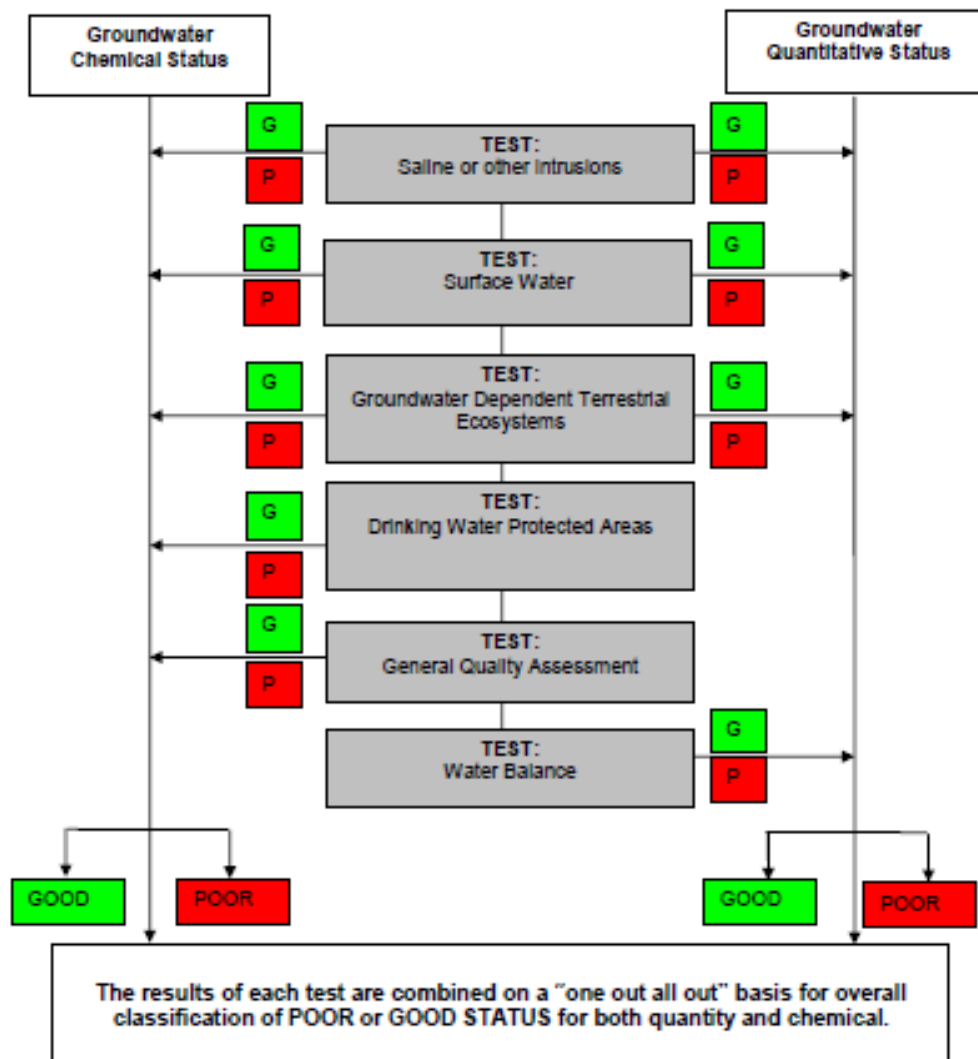 Groundwater
Chemical Status
Groundwater
Quantitative Status
G
G
TEST:
Saline or other Intrusions
P
P
G
G
TEST:
Surface Water
P
P
G
G
TEST:
Groundwater Dependent Terrestrial
Ecosystems
P
P
G
TEST:
Drinking Water Protected Areas
P
G
TEST:
General Quality Assessment
P
G
TEST:
Water Balance
P
GOOD
POOR
GOOD
POOR
The results of each test are combined on a "one out all out" basis for overall
classification of POOR or GOOD STATUS for both quantity and chemical.